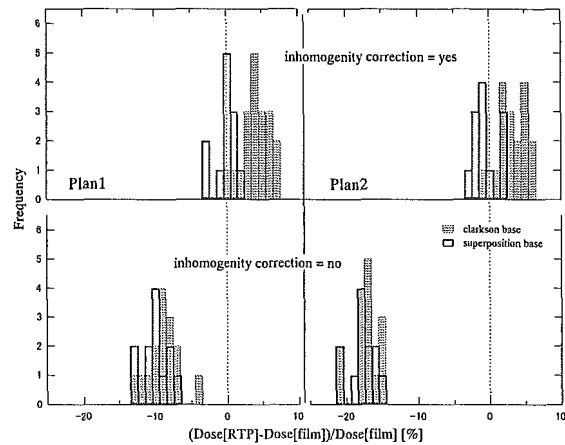 6
5
4
3
2
1
0
inhomogenity correction = yes
Plan1
Plan2
Frequency
6
5
4
3
2
1
0
inhomogenity correction = no
clarkson base
superposition base
-20
-10
0
10
-20
-10
0
10
(Dose[RTP]-Dose[film])/Dose[film] [%]